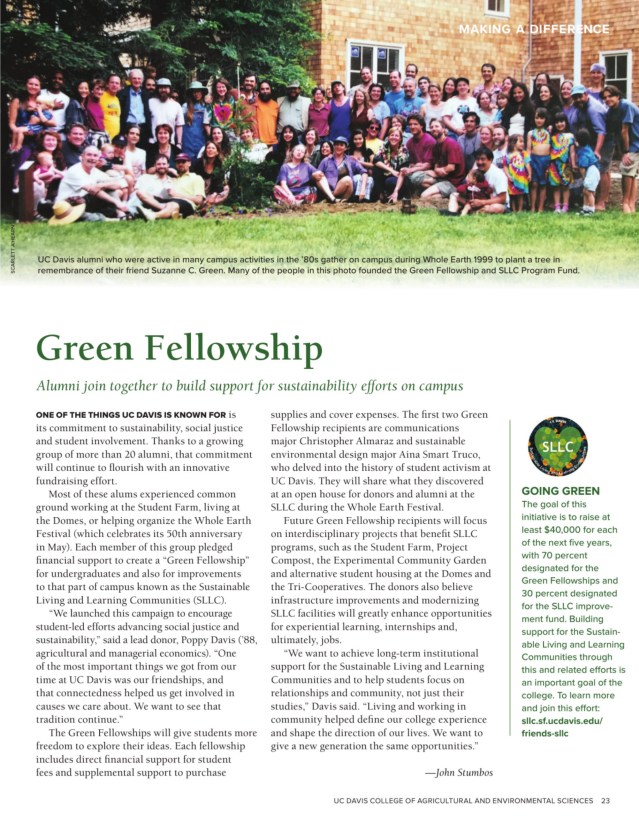 MAKING A DIFFERENCE
UC Davis alumni who were active in many campus activities in the '80s gather on campus during Whole Earth 1999 to plant a tree in
remembrance of their friend Suzanne C. Green. Many of the people in this photo founded the Green Fellowship and SLLC Program Fund.
Green Fellowship
Alumni join together to build support for sustainability efforts on campus
ONE OF THE THINGS UC DAVIS IS KNOWN FOR is
its commitment to sustainability, social justice
and student involvement. Thanks to a growing
group of more than 20 alumni, that commitment
will continue to flourish with an innovative
fundraising effort.
Most of these alums experienced common
ground working at the Student Farm, living at
the Domes, or helping organize the Whole Earth
Festival (which celebrates its 50th anniversary
in May). Each member of this group pledged
financial support to create a “Green Fellowship”
for undergraduates and also for improvements
to that part of campus known as the Sustainable
Living and Learning Communities (SLLC).
“We launched this campaign to encourage
student-led efforts advancing social justice and
sustainability,” said a lead donor, Poppy Davis (’88,
agricultural and managerial economics). “One
of the most important things we got from our
time at UC Davis was our friendships, and
that connectedness helped us get involved in
causes we care about. We want to see that
tradition continue.”
The Green Fellowships will give students more
freedom to explore their ideas. Each fellowship
includes direct financial support for student
fees and supplemental support to purchase
supplies and cover expenses. The first two Green
Fellowship recipients are communications
major Christopher Almaraz and sustainable
environmental design major Aina Smart Truco,
who delved into the history of student activism at
UC Davis. They will share what they discovered
at an open house for donors and alumni at the
SLLC during the Whole Earth Festival.
Future Green Fellowship recipients will focus
on interdisciplinary projects that benefit SLLC
programs, such as the Student Farm, Project
Compost, the Experimental Community Garden
and alternative student housing at the Domes and
the Tri-Cooperatives. The donors also believe
infrastructure improvements and modernizing
SLLC facilities will greatly enhance opportunities
for experiential learning, internships and,
ultimately, jobs.
“We want to achieve long-term institutional
support for the Sustainable Living and Learning
Communities and to help students focus on
relationships and community, not just their
studies,” Davis said. “Living and working in
community helped define our college experience
and shape the direction of our lives. We want to
give a new generation the same opportunities.”
—John Stumbos
SLLC
GOING GREEN
The goal of this
initiative is to raise at
least $40,000 for each
of the next five years,
with 70 percent
designated for the
Green Fellowships and
30 percent designated
for the SLLC improve-
ment fund. Building
support for the Sustain-
able Living and Learning
Communities through
this and related efforts is
an important goal of the
college. To learn more
and join this effort:
sllc.sf.ucdavis.edu/
friends-sllc
UC DAVIS COLLEGE OF AGRICULTURAL AND ENVIRONMENTAL SCIENCES 23